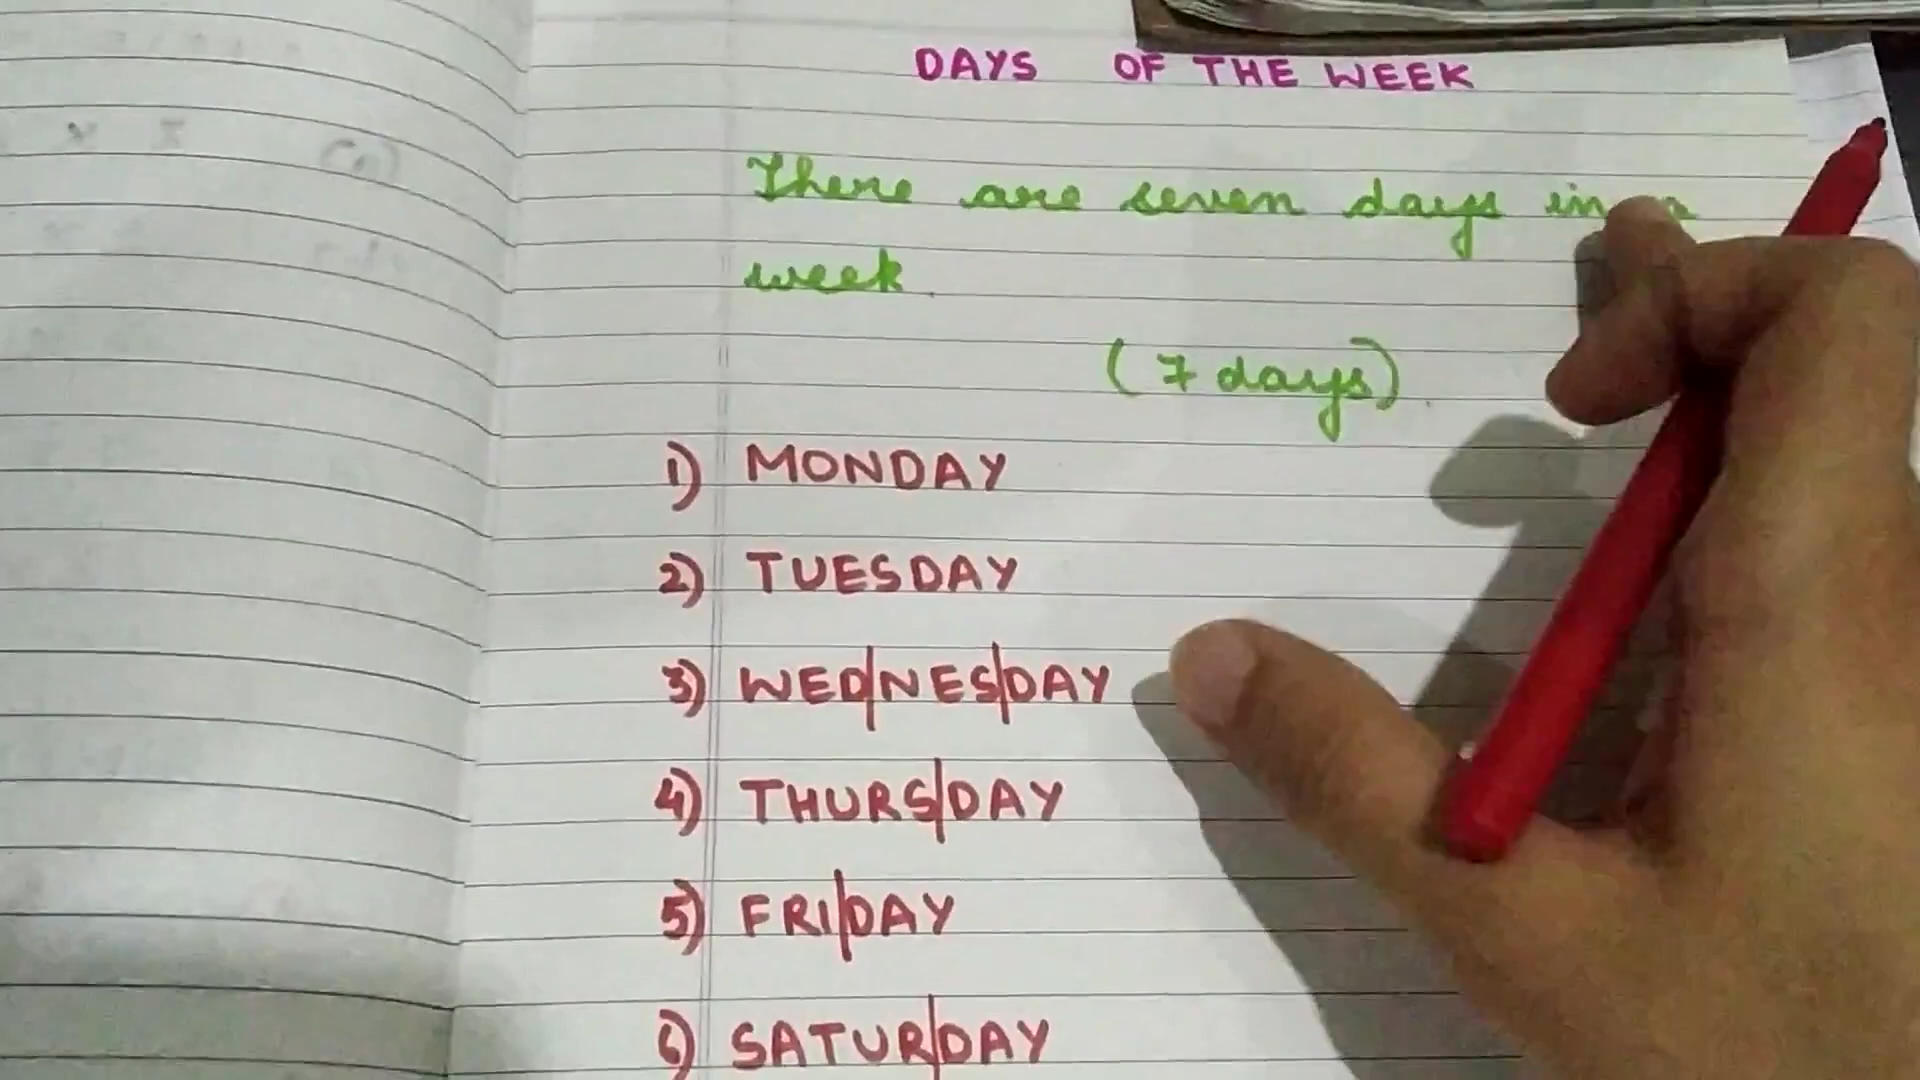 DAYS OF THE WEEK
There are seven days in a
week
(7 days)
1) MONDAY
2) TUESDAY
3) WED|NES|DAY
4) THURS|DAY
5) FRI|DAY
6) SATUR|DAY